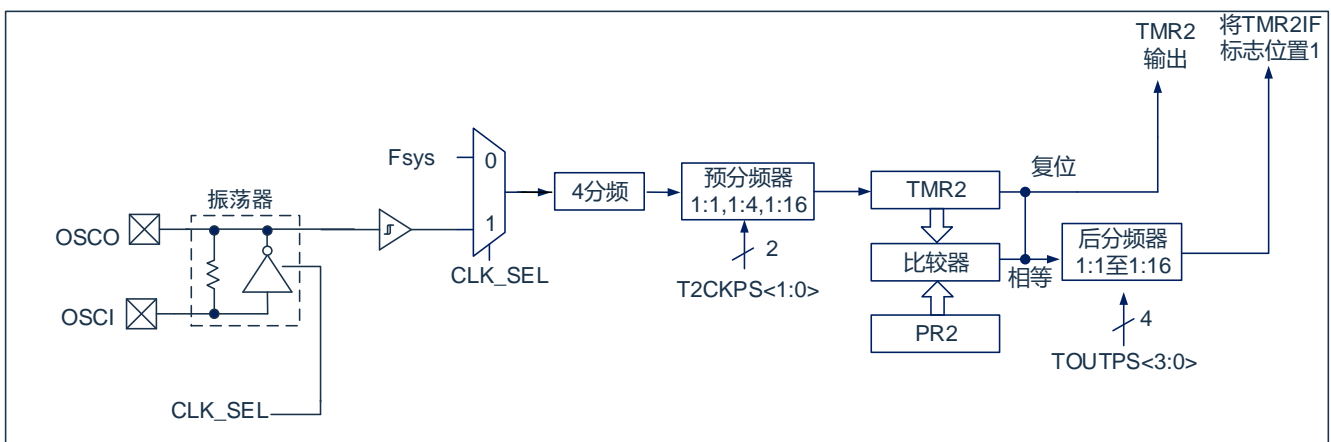 TMR2
输出
将TMR2IF
标志位置1
Fsys
0
1
CLK_SEL
4分频
预分频器
1:1,1:4,1:16
2
T2CKPS<1:0>
TMR2
复位
比较器
相等
PR2
后分频器
1:1至1:16
4
TOUTPS<3:0>
振荡器
OSCO
OSCI
CLK_SEL